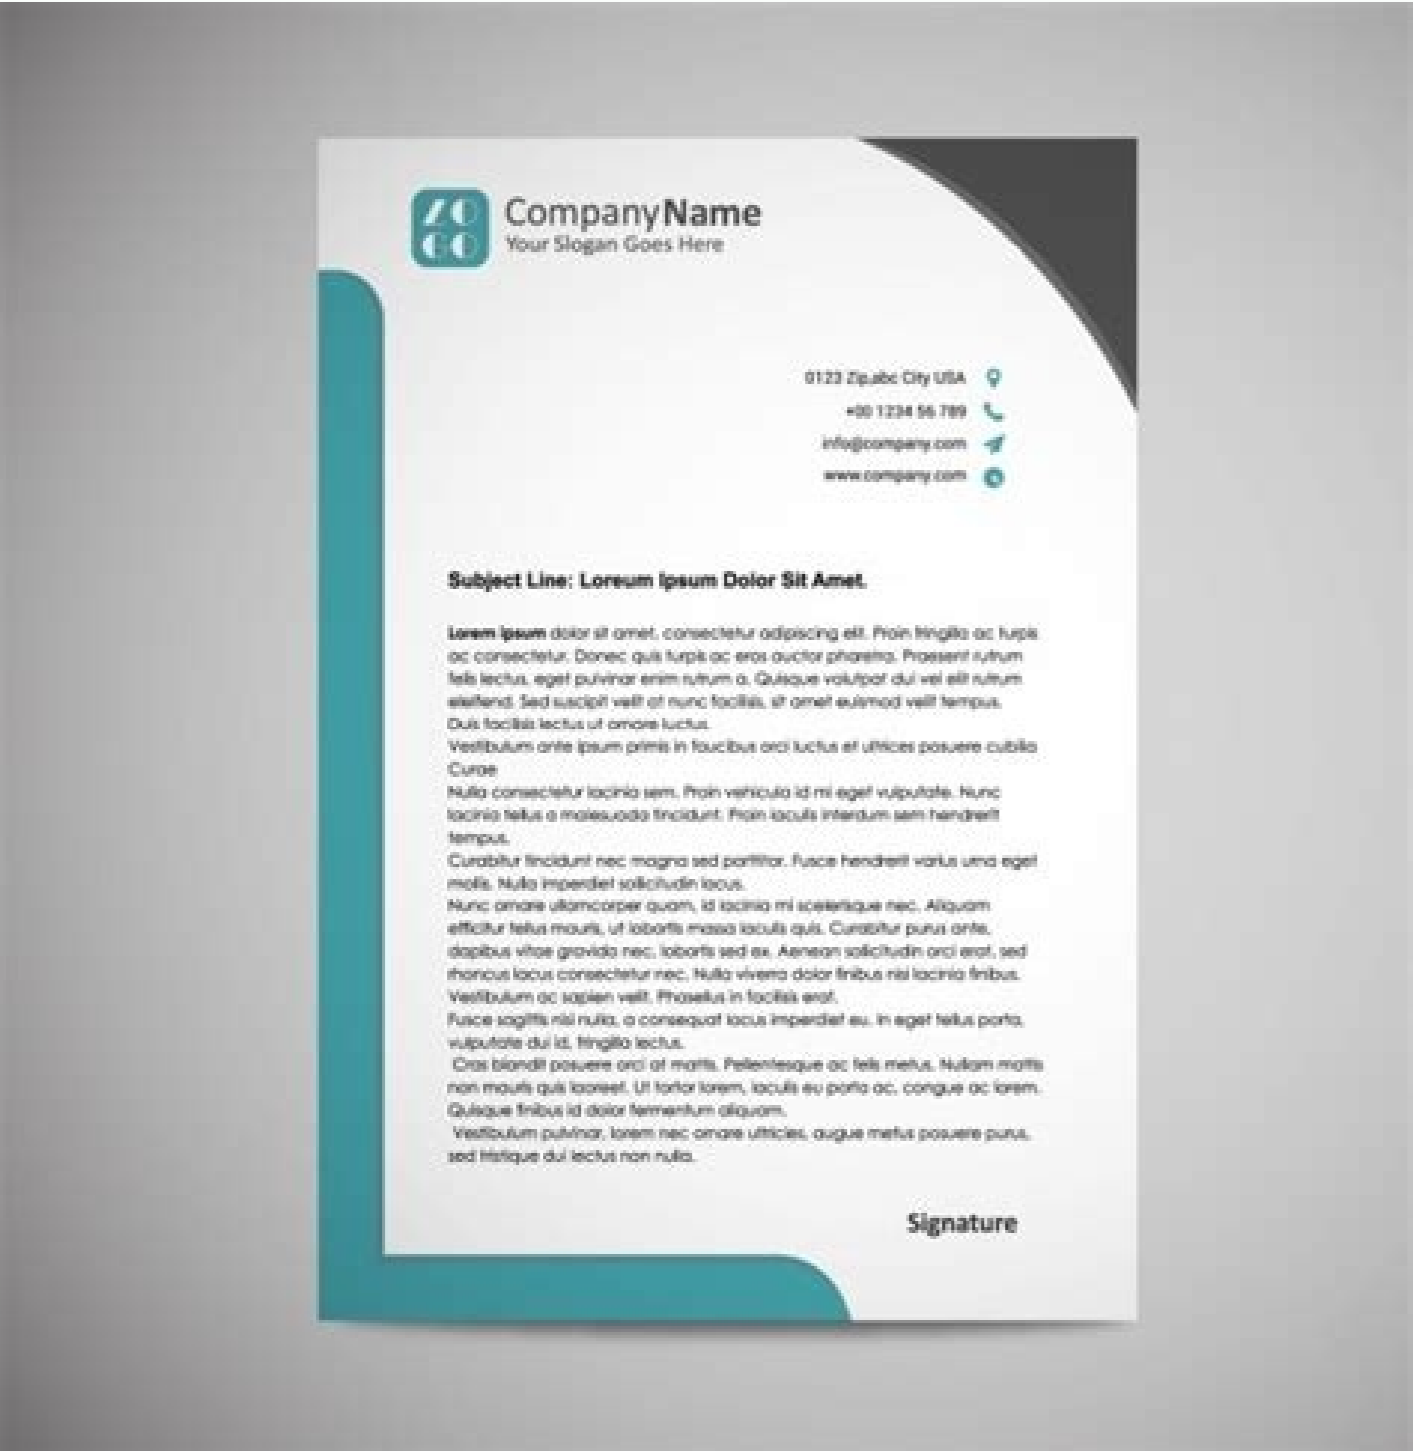 LOGO
CompanyName
Your Slogan Goes Here
0123 Zip,abc City USA
+00 1234 56 789
info@company.com
www.company.com
Subject Line: Loreum Ipsum Dolor Sit Amet.
Lorem ipsum dolor sit amet, consectetur adipiscing elit. Proin fringilla ac turpis
ac consectetur. Donec quis turpis ac eros auctor pharetra. Praesent rutrum
felis lectus, eget pulvinar enim rutrum a. Quisque volutpat dui vel elit rutrum
eleifend. Sed suscipit velit at nunc facilisis, sit amet euismod velit tempus.
Duis facilisis lectus ut ornare luctus.
Vestibulum ante ipsum primis in faucibus orci luctus et ultrices posuere cubilia
Curae
Nulla consectetur lacinia sem. Proin vehicula id mi eget vulputate. Nunc
lacinia tellus a malesuada tincidunt. Proin iaculis interdum sem hendrerit
tempus.
Curabitur tincidunt nec magna sed porttitor. Fusce hendrerit varius urna eget
mollis. Nulla imperdiet sollicitudin lacus.
Nunc ornare ullamcorper quam, id lacinia mi scelerisque nec. Aliquam
efficitur tellus mauris, ut lobortis massa iaculis quis. Curabitur purus ante,
dapibus vitae gravida nec, lobortis sed ex. Aenean sollicitudin orci erat, sed
rhoncus lacus consectetur nec. Nulla viverra dolor finibus nisi lacinia finibus.
Vestibulum ac sapien velit. Phasellus in facilisis erat.
Fusce sagittis nisi nulla, a consequat lacus imperdiet eu. In eget tellus porta,
vulputate dui id, fringilla lectus.
Cras blandit posuere orci at mattis. Pellentesque ac felis metus. Nullam mattis
non mauris quis laoreet. Ut tortor lorem, iaculis eu porta ac, congue ac lorem.
Quisque finibus id dolor fermentum aliquam.
Vestibulum pulvinar, lorem nec ornare ultricies, augue metus posuere purus,
sed tristique dui lectus non nulla.
Signature